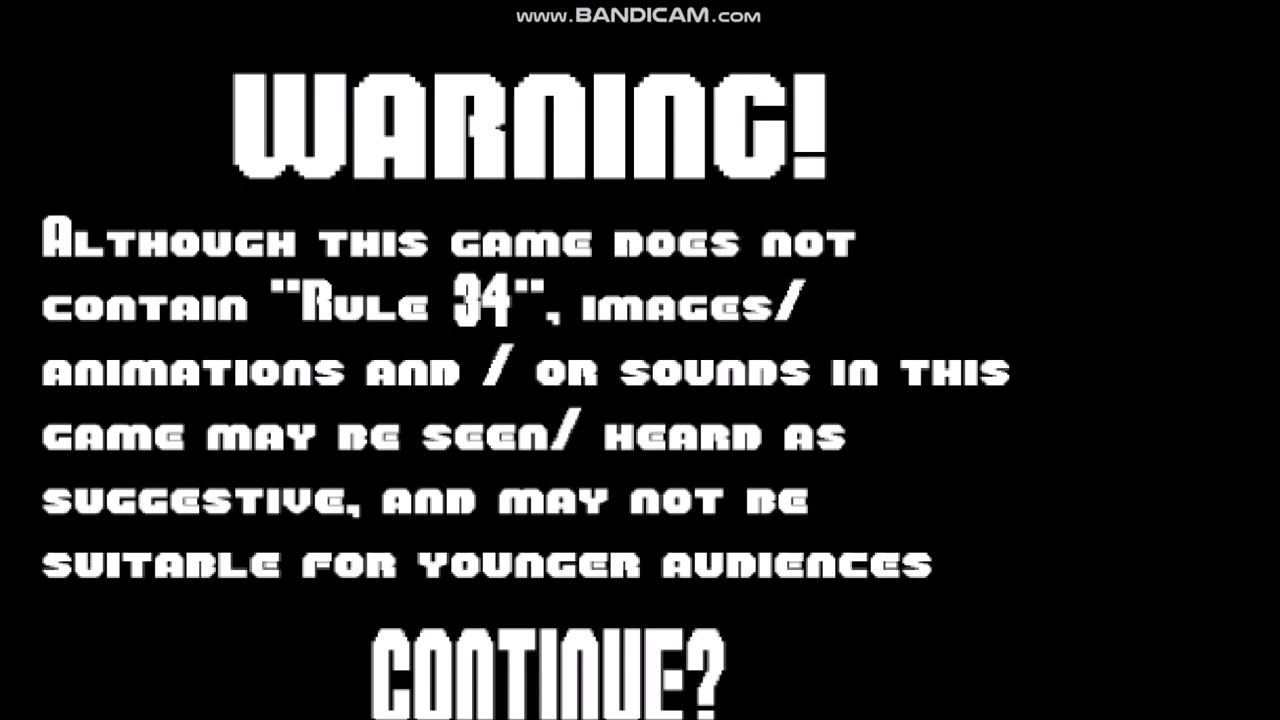 www.BANDICAM.com
WARNING!
Although this game does not
contain "Rule 34", images/
animations and / or sounds in this
game may be seen/ heard as
suggestive, and may not be
suitable for younger audiences
CONTINUE?